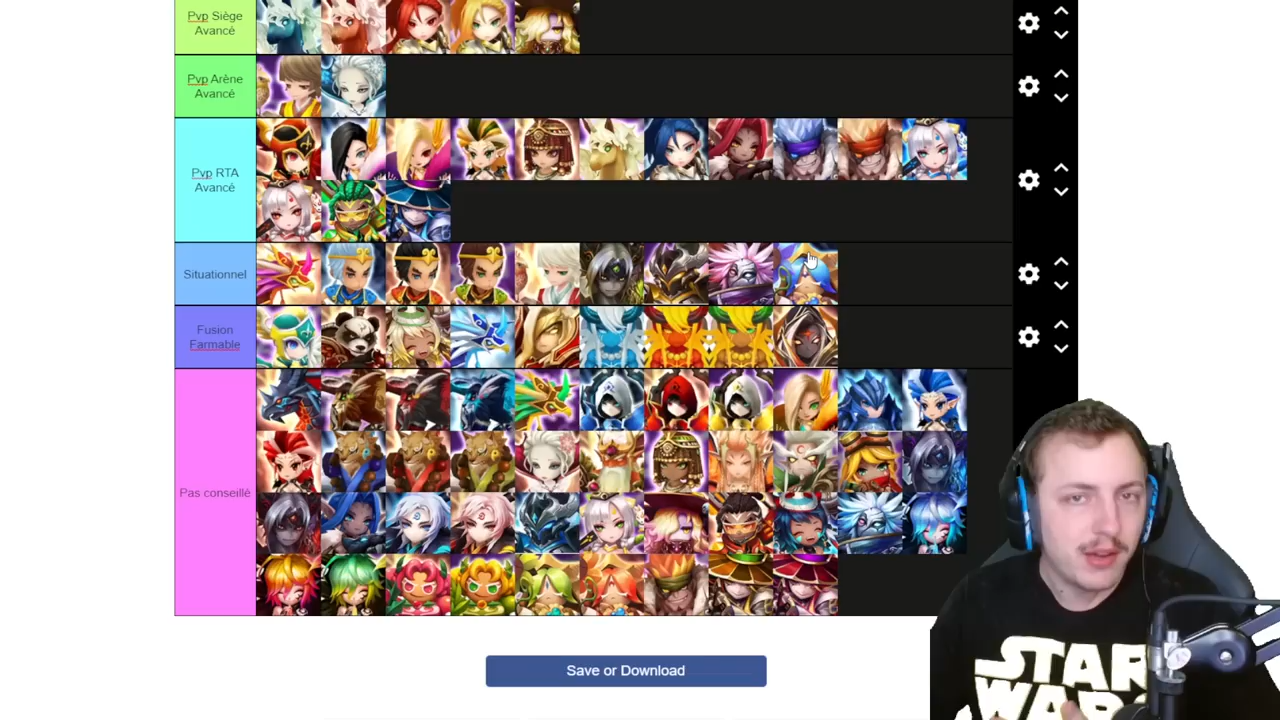 Pvp Siège
Avancé
Pvp Arène
Avancé
Pvp RTA
Avancé
Situationnel
Fusion
Farmable
Pas conseillé
Save or Download
STAR
WARS